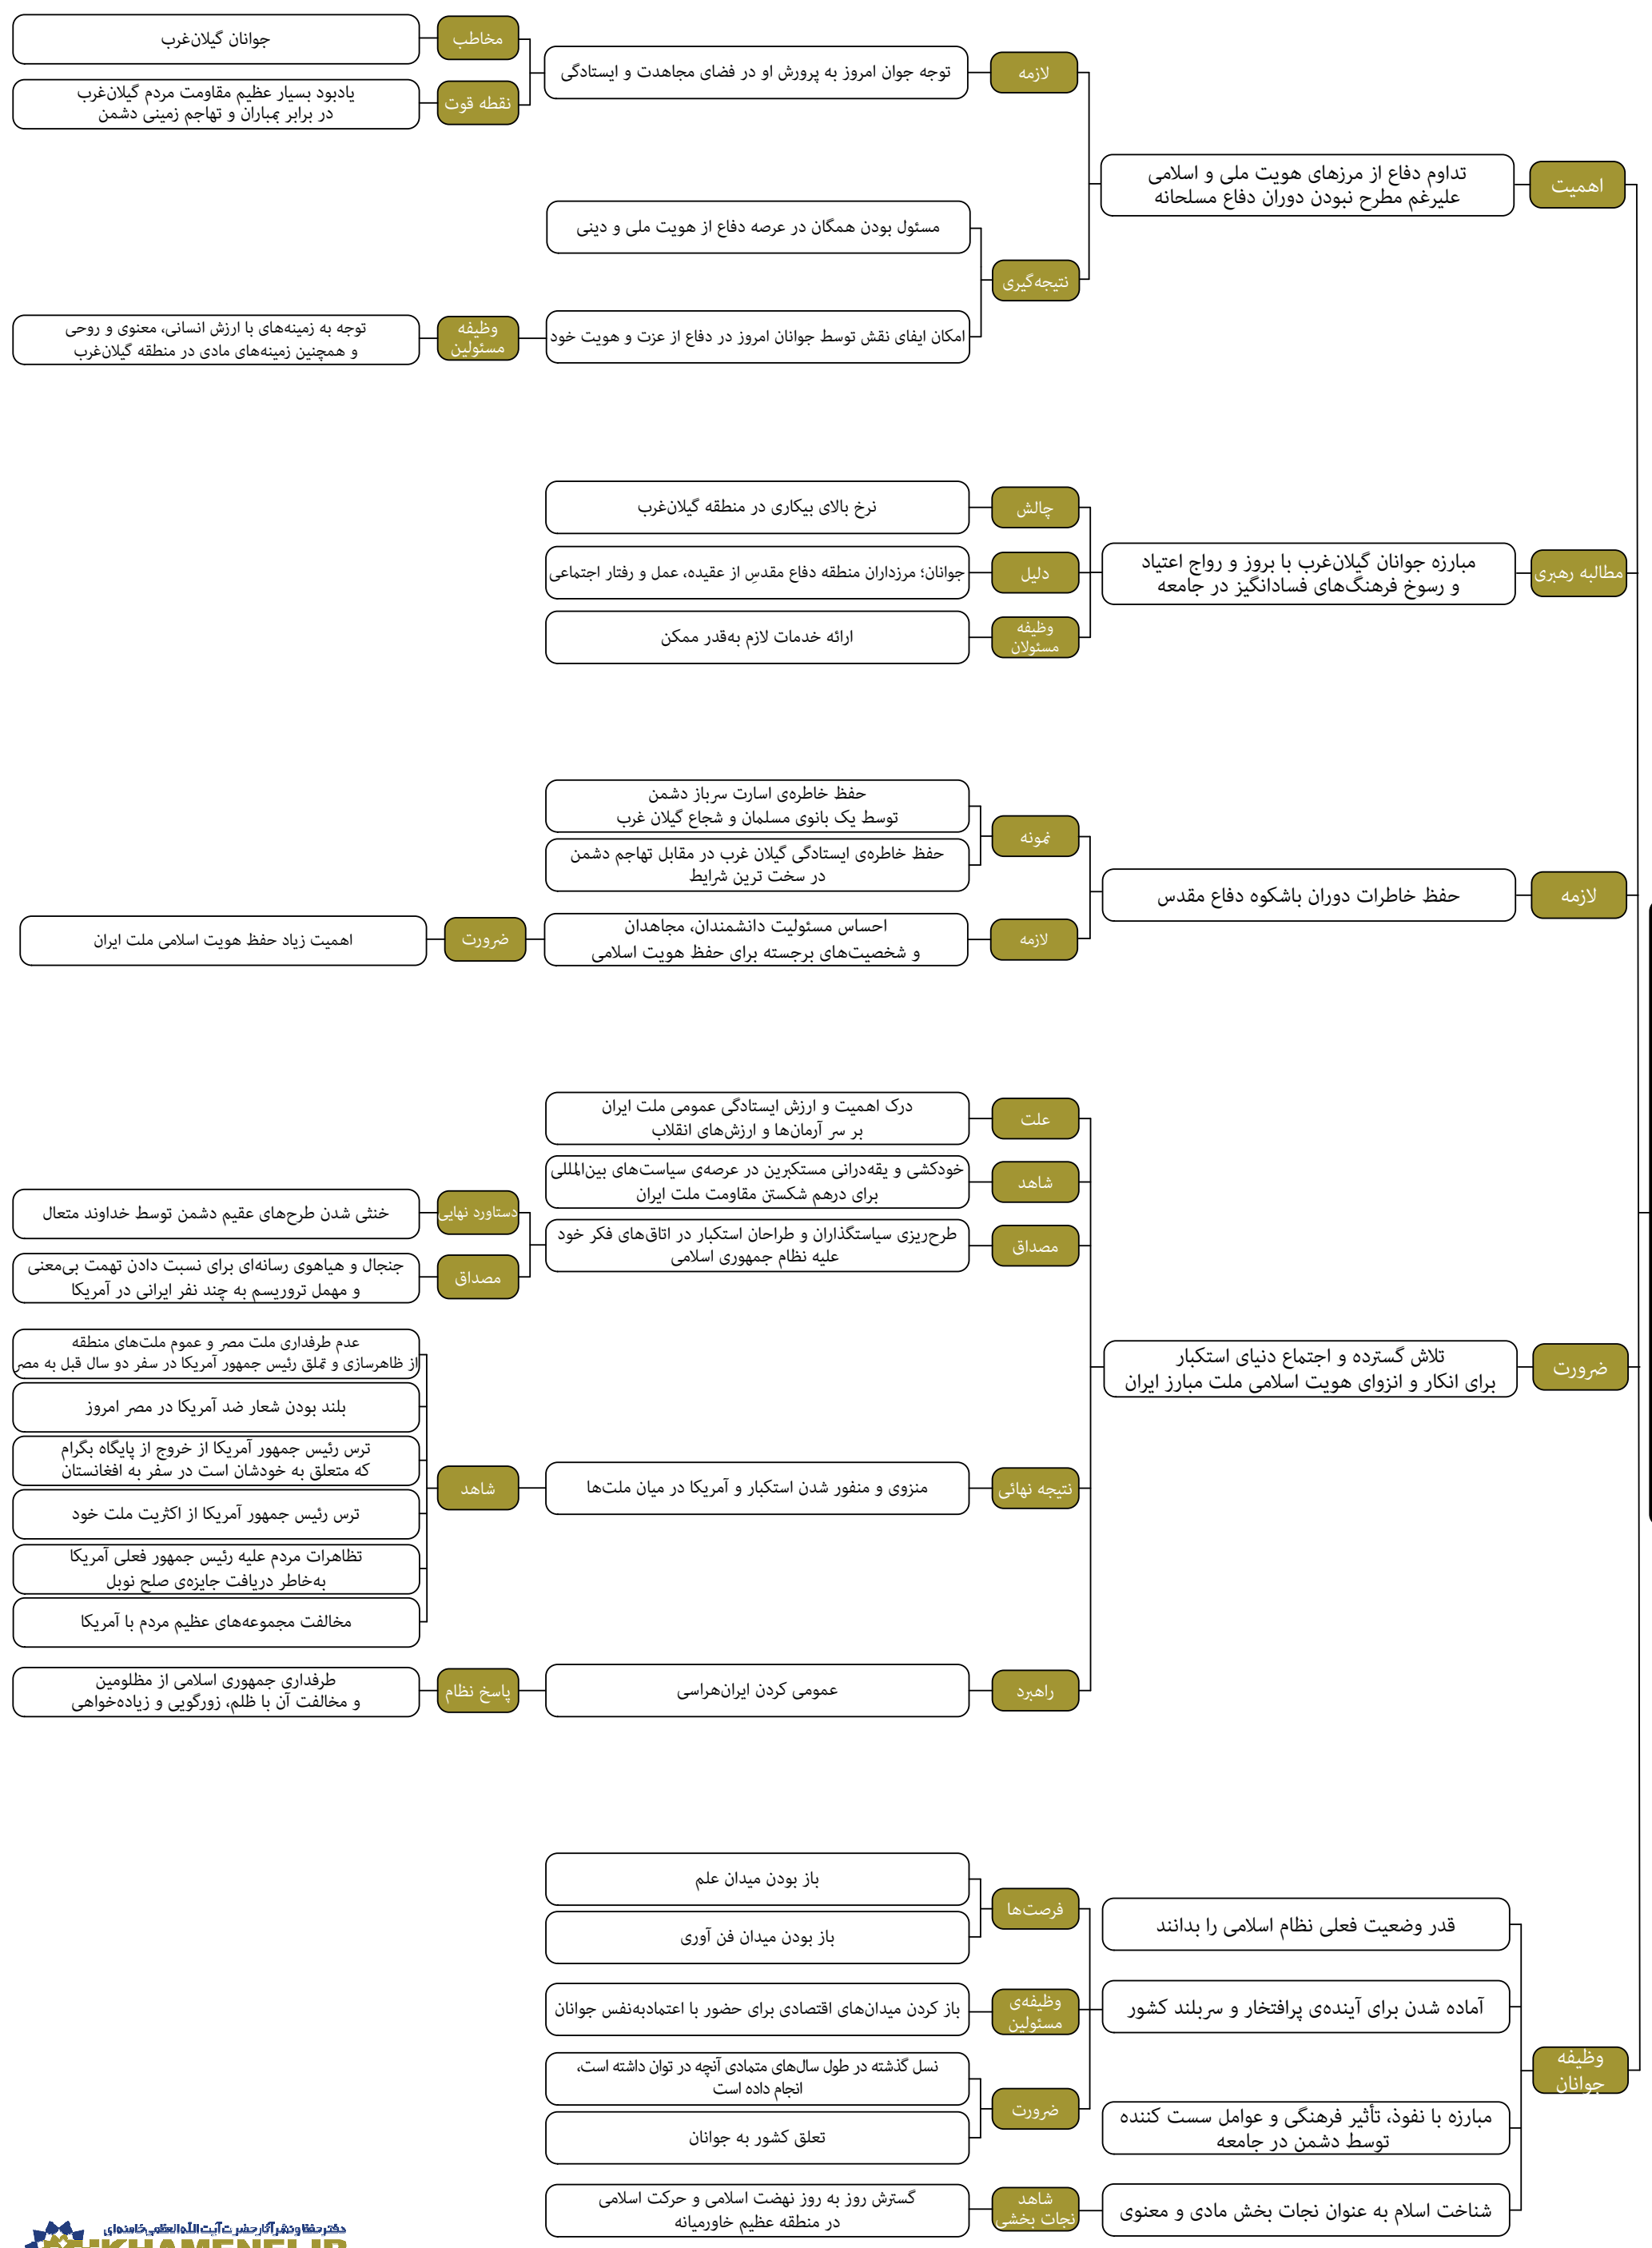 اهمیت
تداوم دفاع از مرزهای هویت ملی و اسلامی
علیرغم مطرح نبودن دوران دفاع مسلحانه
لازمه
توجه جوان امروز به پرورش او در فضای مجاهدت و ایستادگی
مخاطب
جوانان گیلان‌غرب
نقطه قوت
یادبود بسیار عظیم مقاومت مردم گیلان‌غرب
در برابر بمباران و تهاجم زمینی دشمن
نتیجه‌گیری
مسئول بودن همگان در عرصه دفاع از هویت ملی و دینی
امکان ایفای نقش توسط جوانان امروز در دفاع از عزت و هویت خود
وظیفه
مسئولین
توجه به زمینه‌های با ارزش انسانی، معنوی و روحی
و همچنین زمینه‌های مادی در منطقه گیلان‌غرب
مطالبه رهبری
مبارزه جوانان گیلان‌غرب با بروز و رواج اعتیاد
و رسوخ فرهنگ‌های فسادانگیز در جامعه
چالش
نرخ بالای بیکاری در منطقه گیلان‌غرب
دلیل
جوانان؛ مرزداران منطقه دفاع مقدسِ از عقیده، عمل و رفتار اجتماعی
وظیفه
مسئولان
ارائه خدمات لازم به‌قدر ممکن
لازمه
حفظ خاطرات دوران باشکوه دفاع مقدس
نمونه
حفظ خاطره‌ی اسارت سرباز دشمن
توسط یک بانوی مسلمان و شجاع گیلان غرب
حفظ خاطره‌ی ایستادگی گیلان غرب در مقابل تهاجم دشمن
در سخت ترین شرایط
لازمه
احساس مسئولیت دانشمندان، مجاهدان
و شخصیت‌های برجسته برای حفظ هویت اسلامی
ضرورت
اهمیت زیاد حفظ هویت اسلامی ملت ایران
ضرورت
تلاش گسترده و اجتماع دنیای استکبار
برای انکار و انزوای هویت اسلامی ملت مبارز ایران
علت
درک اهمیت و ارزش ایستادگی عمومی ملت ایران
بر سر آرمان‌ها و ارزش‌های انقلاب
شاهد
خودکشی و یقه‌درانی مستکبرین در عرصه‌ی سیاست‌های بین‌المللی
برای درهم شکستن مقاومت ملت ایران
مصداق
طرح‌ریزی سیاستگذاران و طراحان استکبار در اتاق‌های فکر خود
علیه نظام جمهوری اسلامی
دستاورد نهایی
خنثی شدن طرح‌های عقیم دشمن توسط خداوند متعال
مصداق
جنجال و هیاهوی رسانه‌ای برای نسبت دادن تهمت بی‌معنی
و مهمل تروریسم به چند نفر ایرانی در آمریکا
نتیجه نهائی
منزوی و منفور شدن استکبار و آمریکا در میان ملت‌ها
شاهد
عدم طرفداری ملت مصر و عموم ملت‌های منطقه
از ظاهرسازی و تملق رئیس جمهور آمریکا در سفر دو سال قبل به مصر
بلند بودن شعار ضد آمریکا در مصر امروز
ترس رئیس جمهور آمریکا از خروج از پایگاه بگرام
که متعلق به خودشان است در سفر به افغانستان
ترس رئیس جمهور آمریکا از اکثریت ملت خود
تظاهرات مردم علیه رئیس جمهور فعلی آمریکا
به‌خاطر دریافت جایزه‌ی صلح نوبل
مخالفت مجموعه‌های عظیم مردم با آمریکا
راهبرد
عمومی کردن ایران‌هراسی
پاسخ نظام
طرفداری جمهوری اسلامی از مظلومین
و مخالفت آن با ظلم، زورگویی و زیاده‌خواهی
وظیفه
جوانان
قدر وضعیت فعلی نظام اسلامی را بدانند
آماده شدن برای آینده‌ی پرافتخار و سربلند کشور
فرصت‌ها
باز بودن میدان علم
باز بودن میدان فن آوری
وظیفه‌ی
مسئولین
باز کردن میدان‌های اقتصادی برای حضور با اعتمادبه‌نفس جوانان
ضرورت
نسل گذشته در طول سال‌های متمادی آنچه در توان داشته است،
انجام داده است
تعلق کشور به جوانان
مبارزه با نفوذ، تأثیر فرهنگی و عوامل سست کننده
توسط دشمن در جامعه
شناخت اسلام به عنوان نجات بخش مادی و معنوی
شاهد
نجات بخشی
گسترش روز به روز نهضت اسلامی و حرکت اسلامی
در منطقه عظیم خاورمیانه
دفتر حفظ و نشر آثار حضرت آیت‌الله‌العظمی خامنه‌ای
KHAMENEI.IR